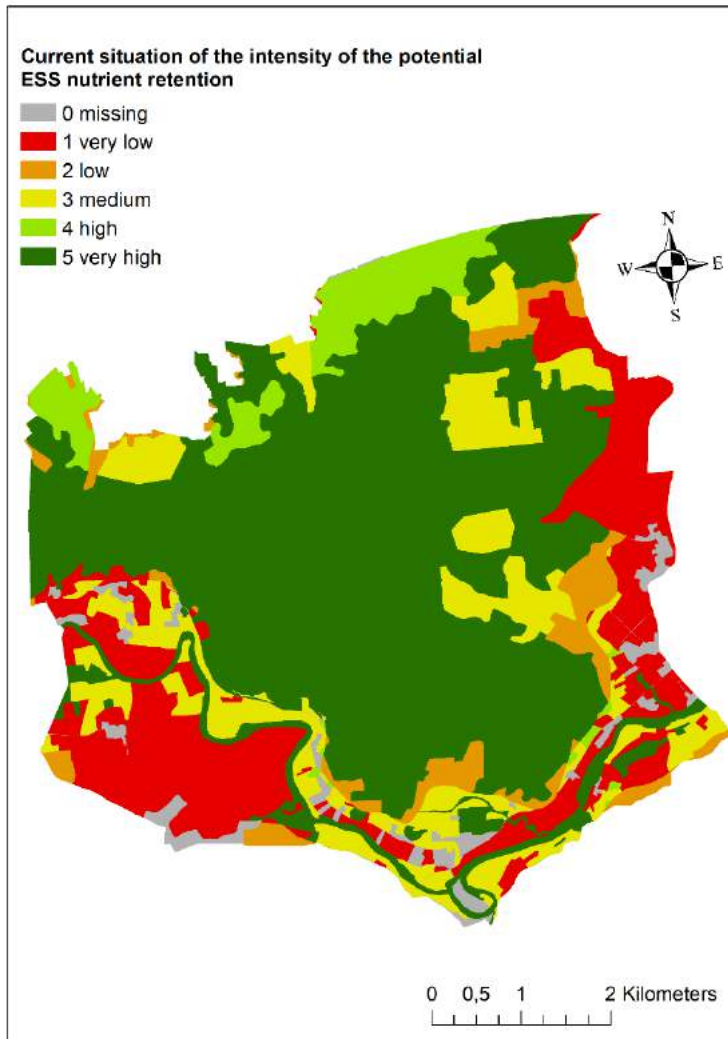 Current situation of the intensity of the potential
ESS nutrient retention
0 missing
1 very low
2 low
3 medium
4 high
5 very high
N
W E
S
0 0,5 1 2 Kilometers